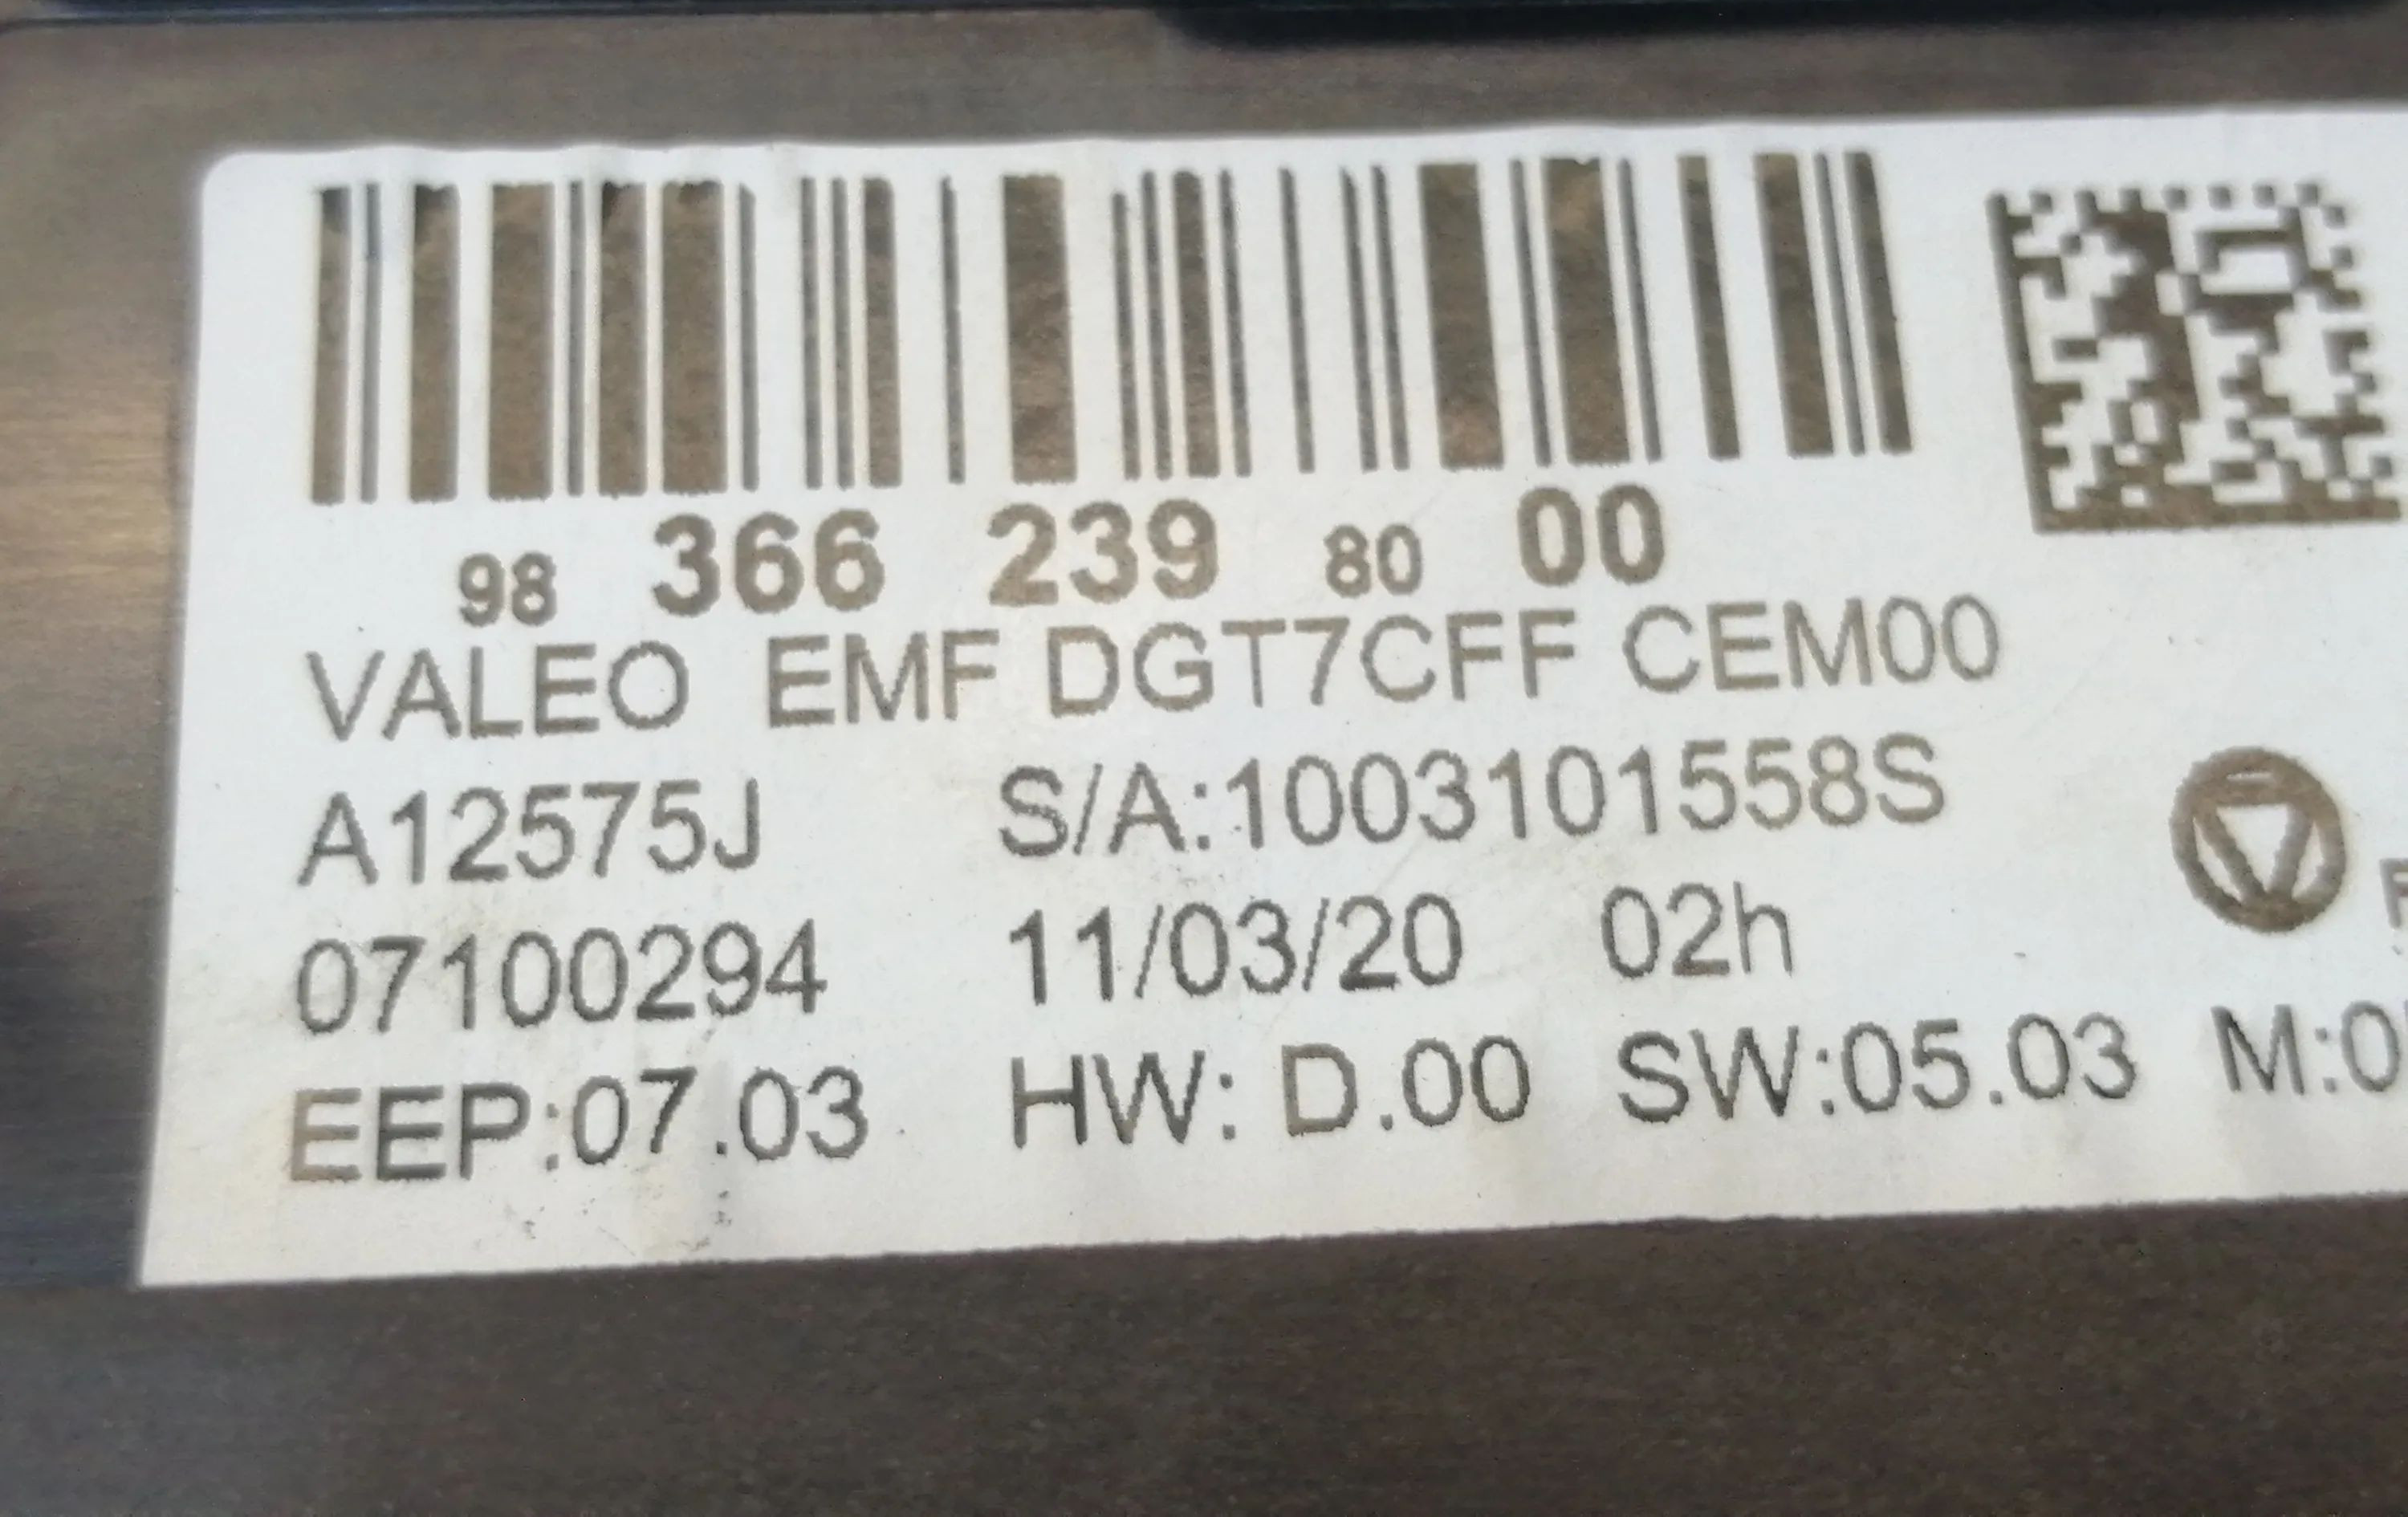 98 366 239 80 00
VALEO EMF DGT7CFF CEM00
A12575J S/A:1003101558S
07100294 11/03/20 02h
EEP:07.03 HW: D.00 SW:05.03 M:0